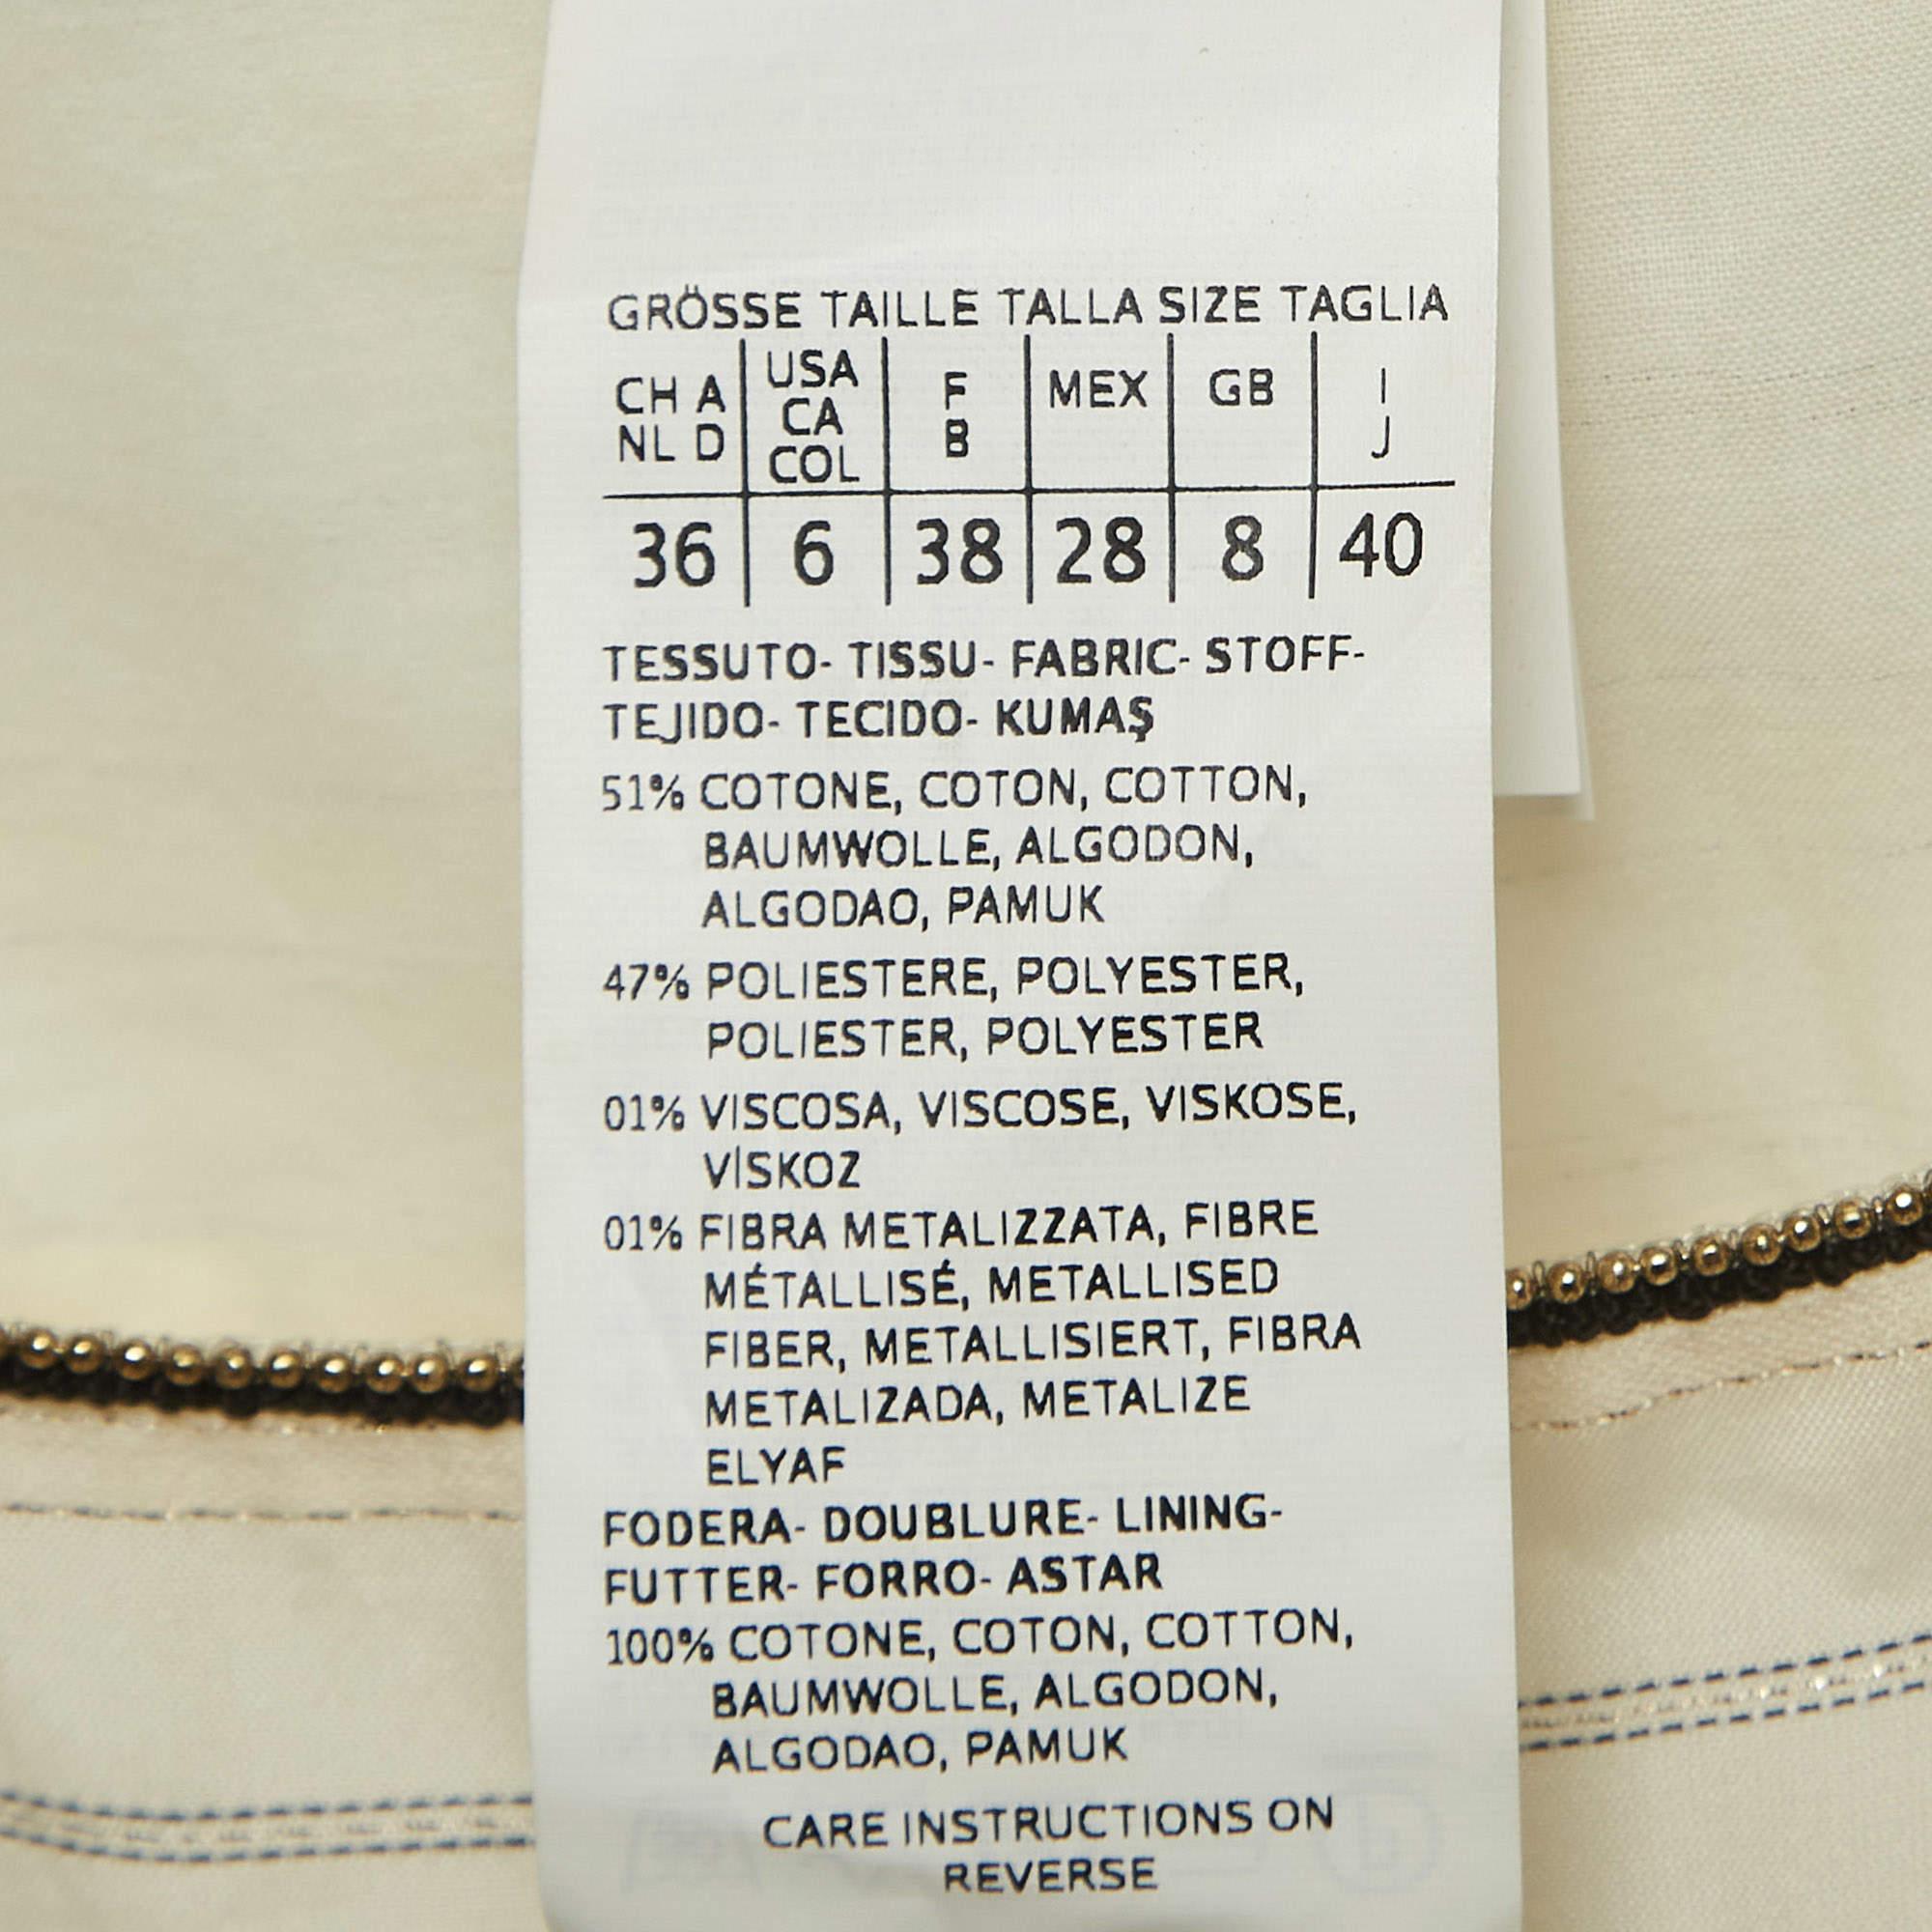 GRÖSSE TAILLE TALLA SIZE TAGLIA
CH A NL D | USA CA COL | F B | MEX | GB | I J
36 | 6 | 38 | 28 | 8 | 40
TESSUTO- TISSU- FABRIC- STOFF-
TEJIDO- TECIDO- KUMAŞ
51% COTONE, COTON, COTTON,
BAUMWOLLE, ALGODON,
ALGODAO, PAMUK
47% POLIESTERE, POLYESTER,
POLIESTER, POLYESTER
01% VISCOSA, VISCOSE, VISKOSE,
VİSKOZ
01% FIBRA METALIZZATA, FIBRE
MÉTALLISÉ, METALLISED
FIBER, METALLISIERT, FIBRA
METALIZADA, METALIZE
ELYAF
FODERA- DOUBLURE- LINING-
FUTTER- FORRO- ASTAR
100% COTONE, COTON, COTTON,
BAUMWOLLE, ALGODON,
ALGODAO, PAMUK
CARE INSTRUCTIONS ON
REVERSE